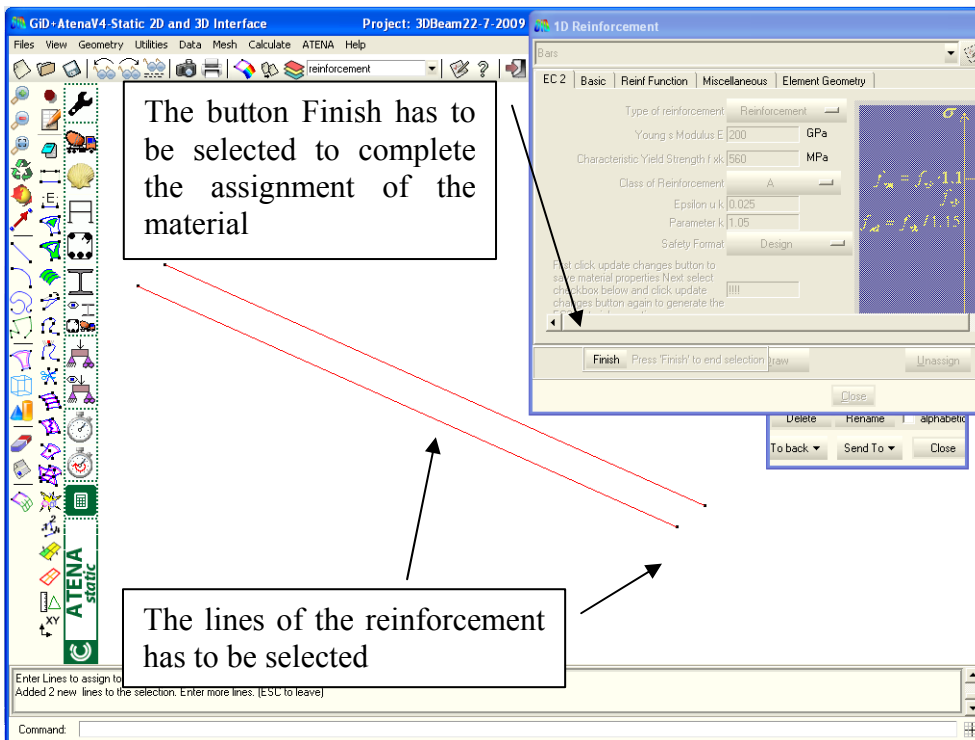 GiD+AtenaV4-Static 2D and 3D Interface Project: 3DBeam22-7-2009
Files View Geometry Utilities Data Mesh Calculate ATENA Help
reinforcement
1D Reinforcement
Bars
EC 2 Basic Reinf Function Miscellaneous Element Geometry
Type of reinforcement Reinforcement
Young s Modulus E 200 GPa
Characteristic Yield Strength f xk 560 MPa
Class of Reinforcement A
Epsilon u k 0.025
Parameter k 1.05
Safety Format Design
First click update changes button to
save material properties Next select
checkbox below and click update
changes button again to generate the
!!!!
σ
Finish Press 'Finish' to end selection raw Unassign
Close
Delete Rename alphabetic
To back Send To Close
The button Finish has to
be selected to complete
the assignment of the
material
The lines of the reinforcement
has to be selected
.E.
XY
ATENA
static
Enter Lines to assign to
Added 2 new lines to the selection. Enter more lines. (ESC to leave)
Command: